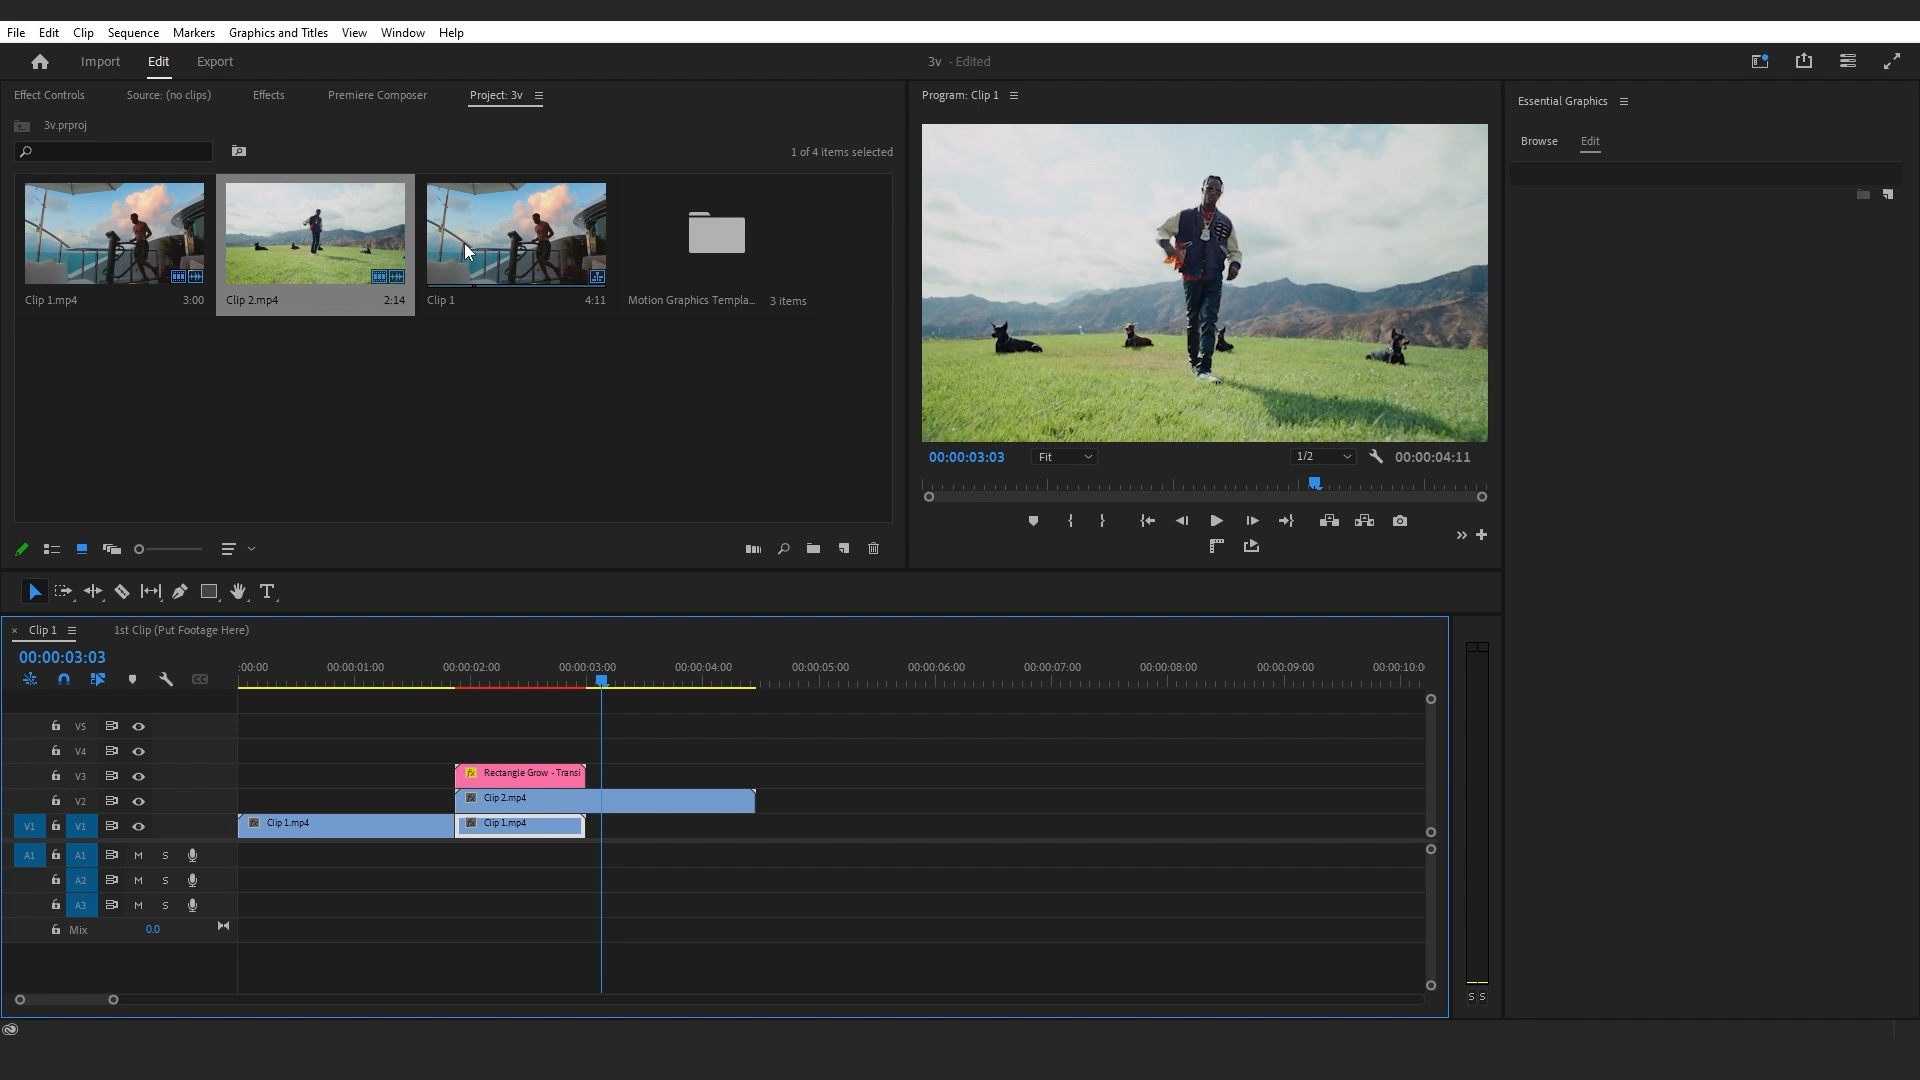 File Edit Clip Sequence Markers Graphics and Titles View Window Help
Import Edit Export 3v - Edited
Effect Controls Source: (no clips) Effects Premiere Composer Project: 3v
Program: Clip 1
Essential Graphics
3v.prproj
Browse Edit
1 of 4 items selected
Clip 1.mp4 3:00
Clip 2.mp4 2:14
Clip 1 4:11
Motion Graphics Templa... 3 items
00:00:03:03 Fit 1/2 00:00:04:11
T
Clip 1 1st Clip (Put Footage Here)
00:00:03:03
:00:00 00:00:01:00 00:00:02:00 00:00:03:00 00:00:04:00 00:00:05:00 00:00:06:00 00:00:07:00 00:00:08:00 00:00:09:00 00:00:10:0
CC
V5
V4
V3 fx Rectangle Grow - Transi
V2 fx Clip 2.mp4
V1 V1 fx Clip 1.mp4 fx Clip 1.mp4
A1 A1 M S
A2 M S
A3 M S
Mix 0.0
S S